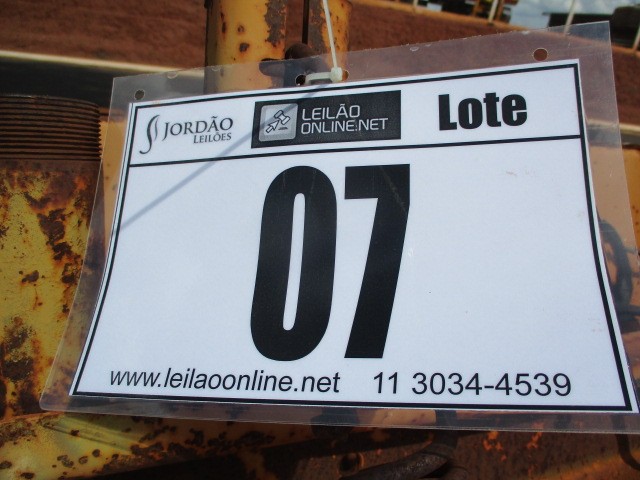 JORDÃO
LEILÕES
LEILÃO
ONLINE.NET
Lote
07
www.leilaoonline.net 11 3034-4539